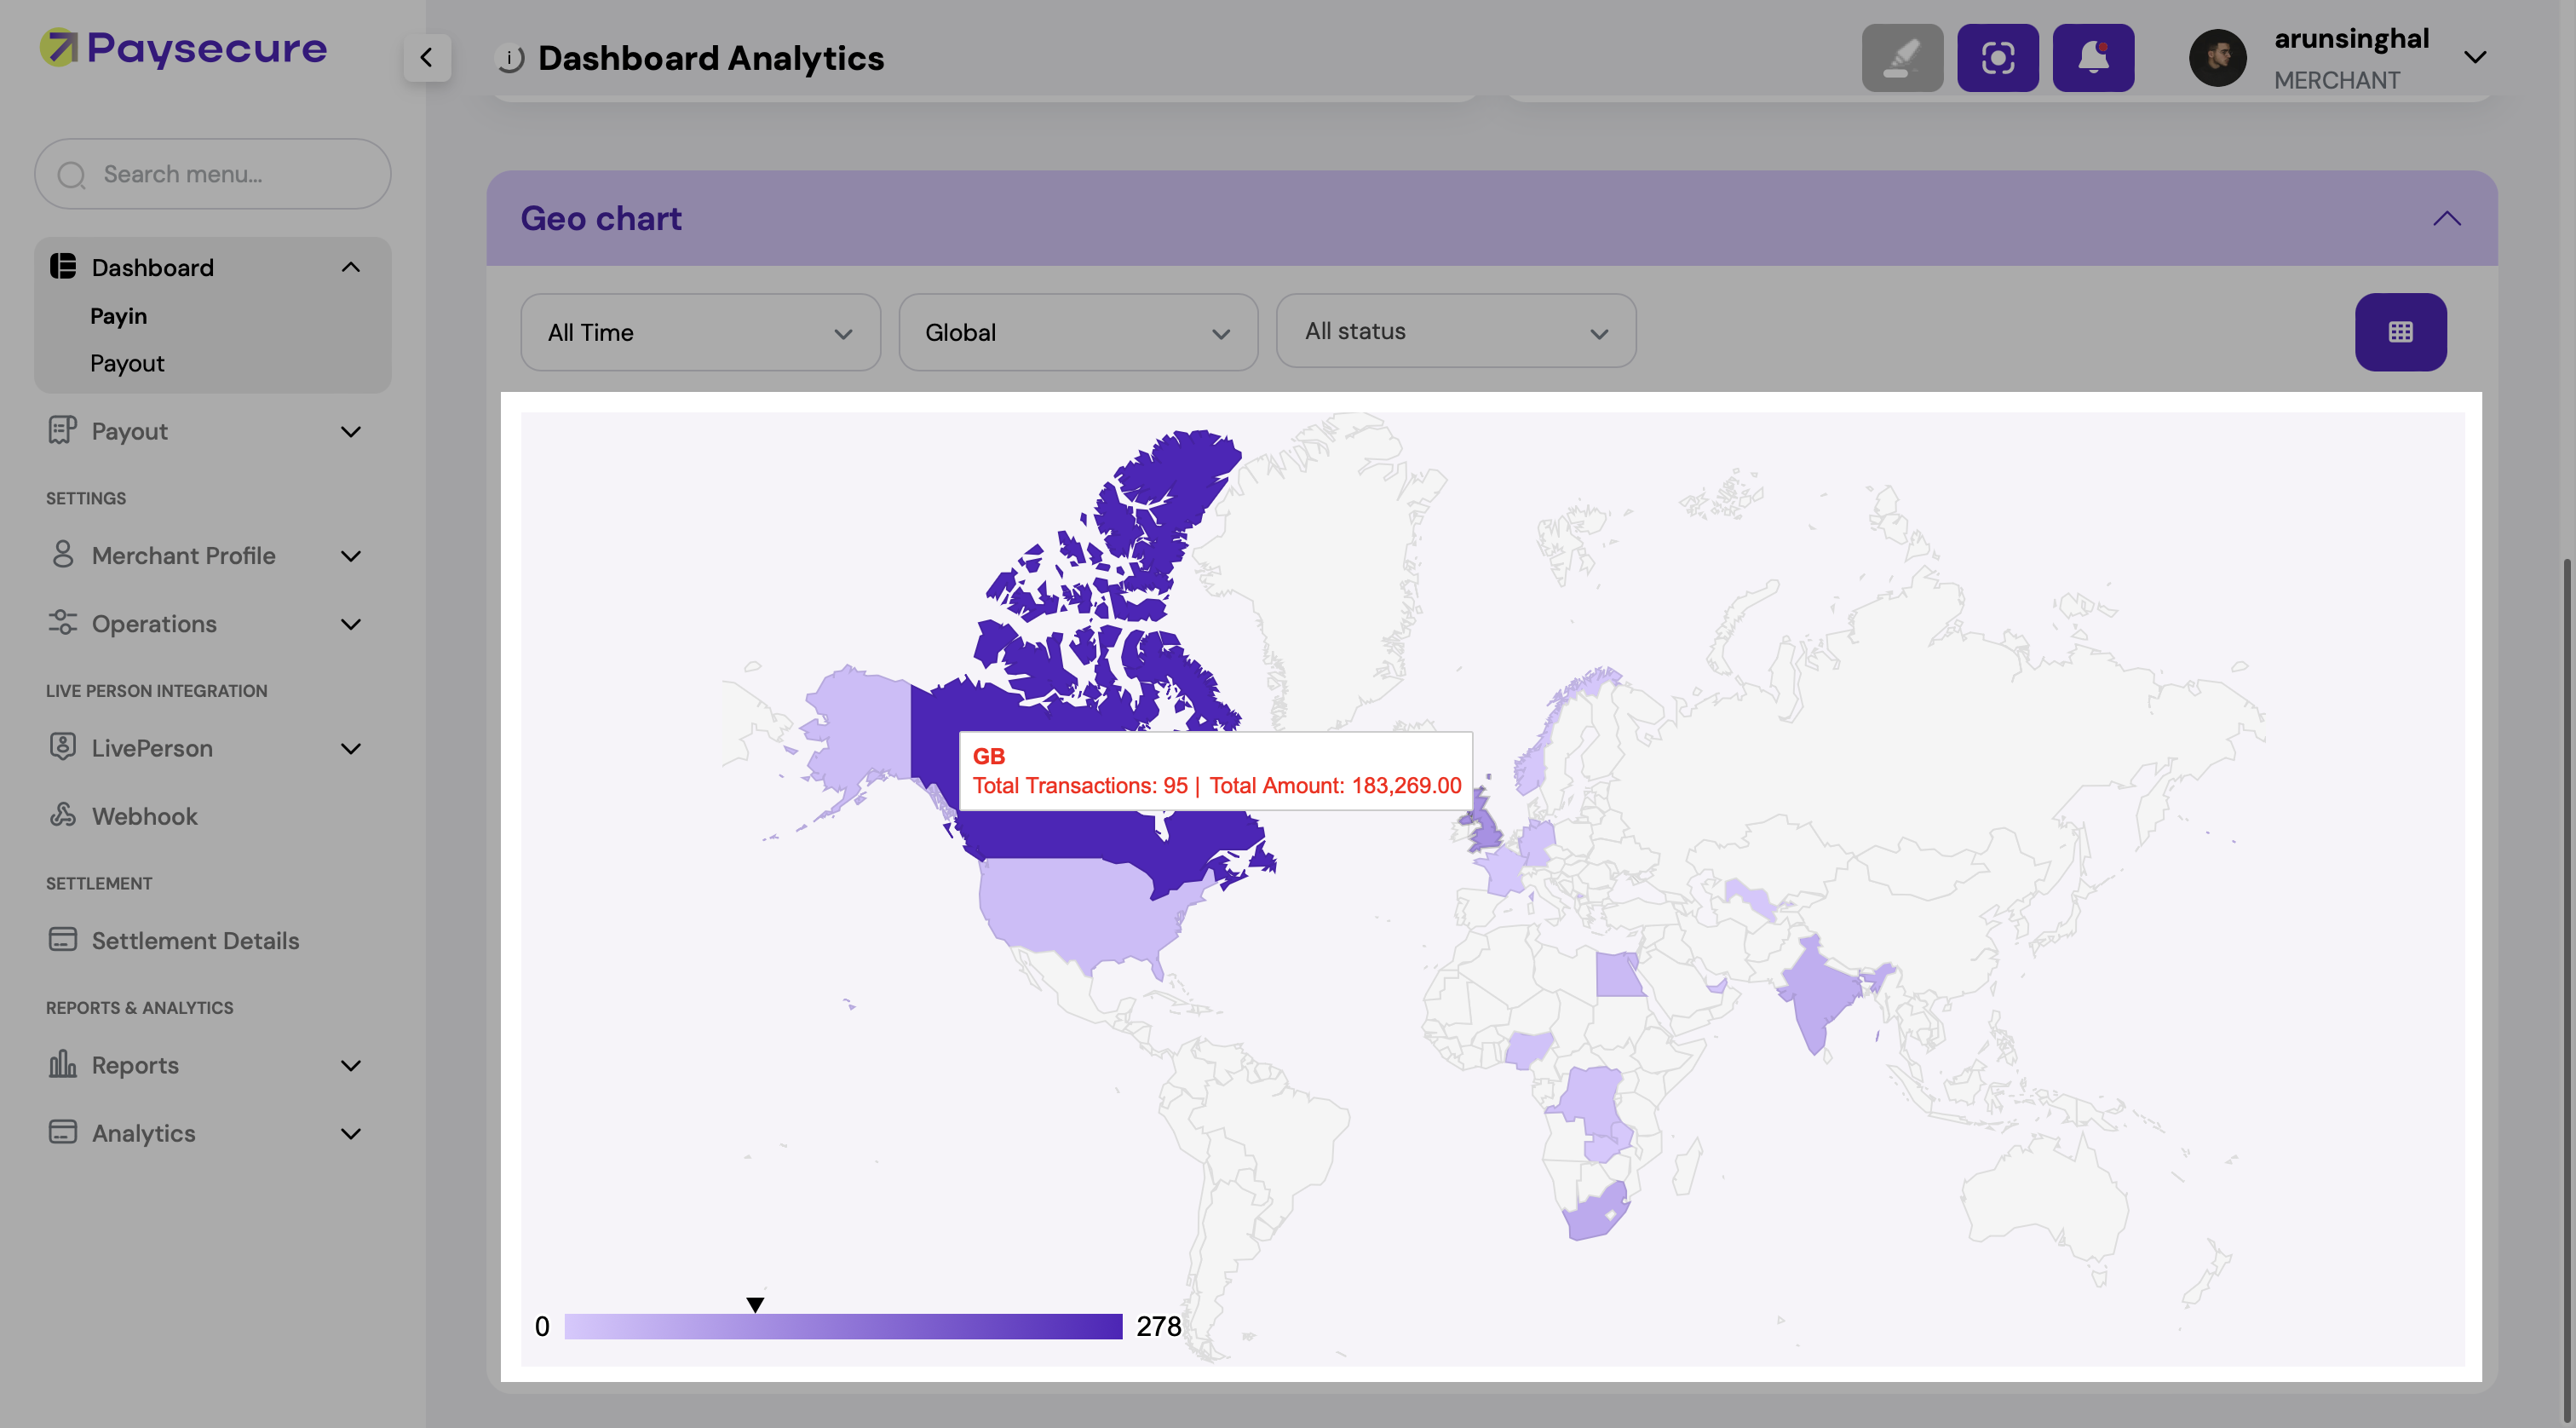 Paysecure
Dashboard Analytics
arunsinghal
MERCHANT
Search menu...
Dashboard
Payin
Payout
Payout
SETTINGS
Merchant Profile
Operations
LIVE PERSON INTEGRATION
LivePerson
Webhook
SETTLEMENT
Settlement Details
REPORTS & ANALYTICS
Reports
Analytics
Geo chart
All Time
Global
All status
GB
Total Transactions: 95 | Total Amount: 183,269.00
0
278